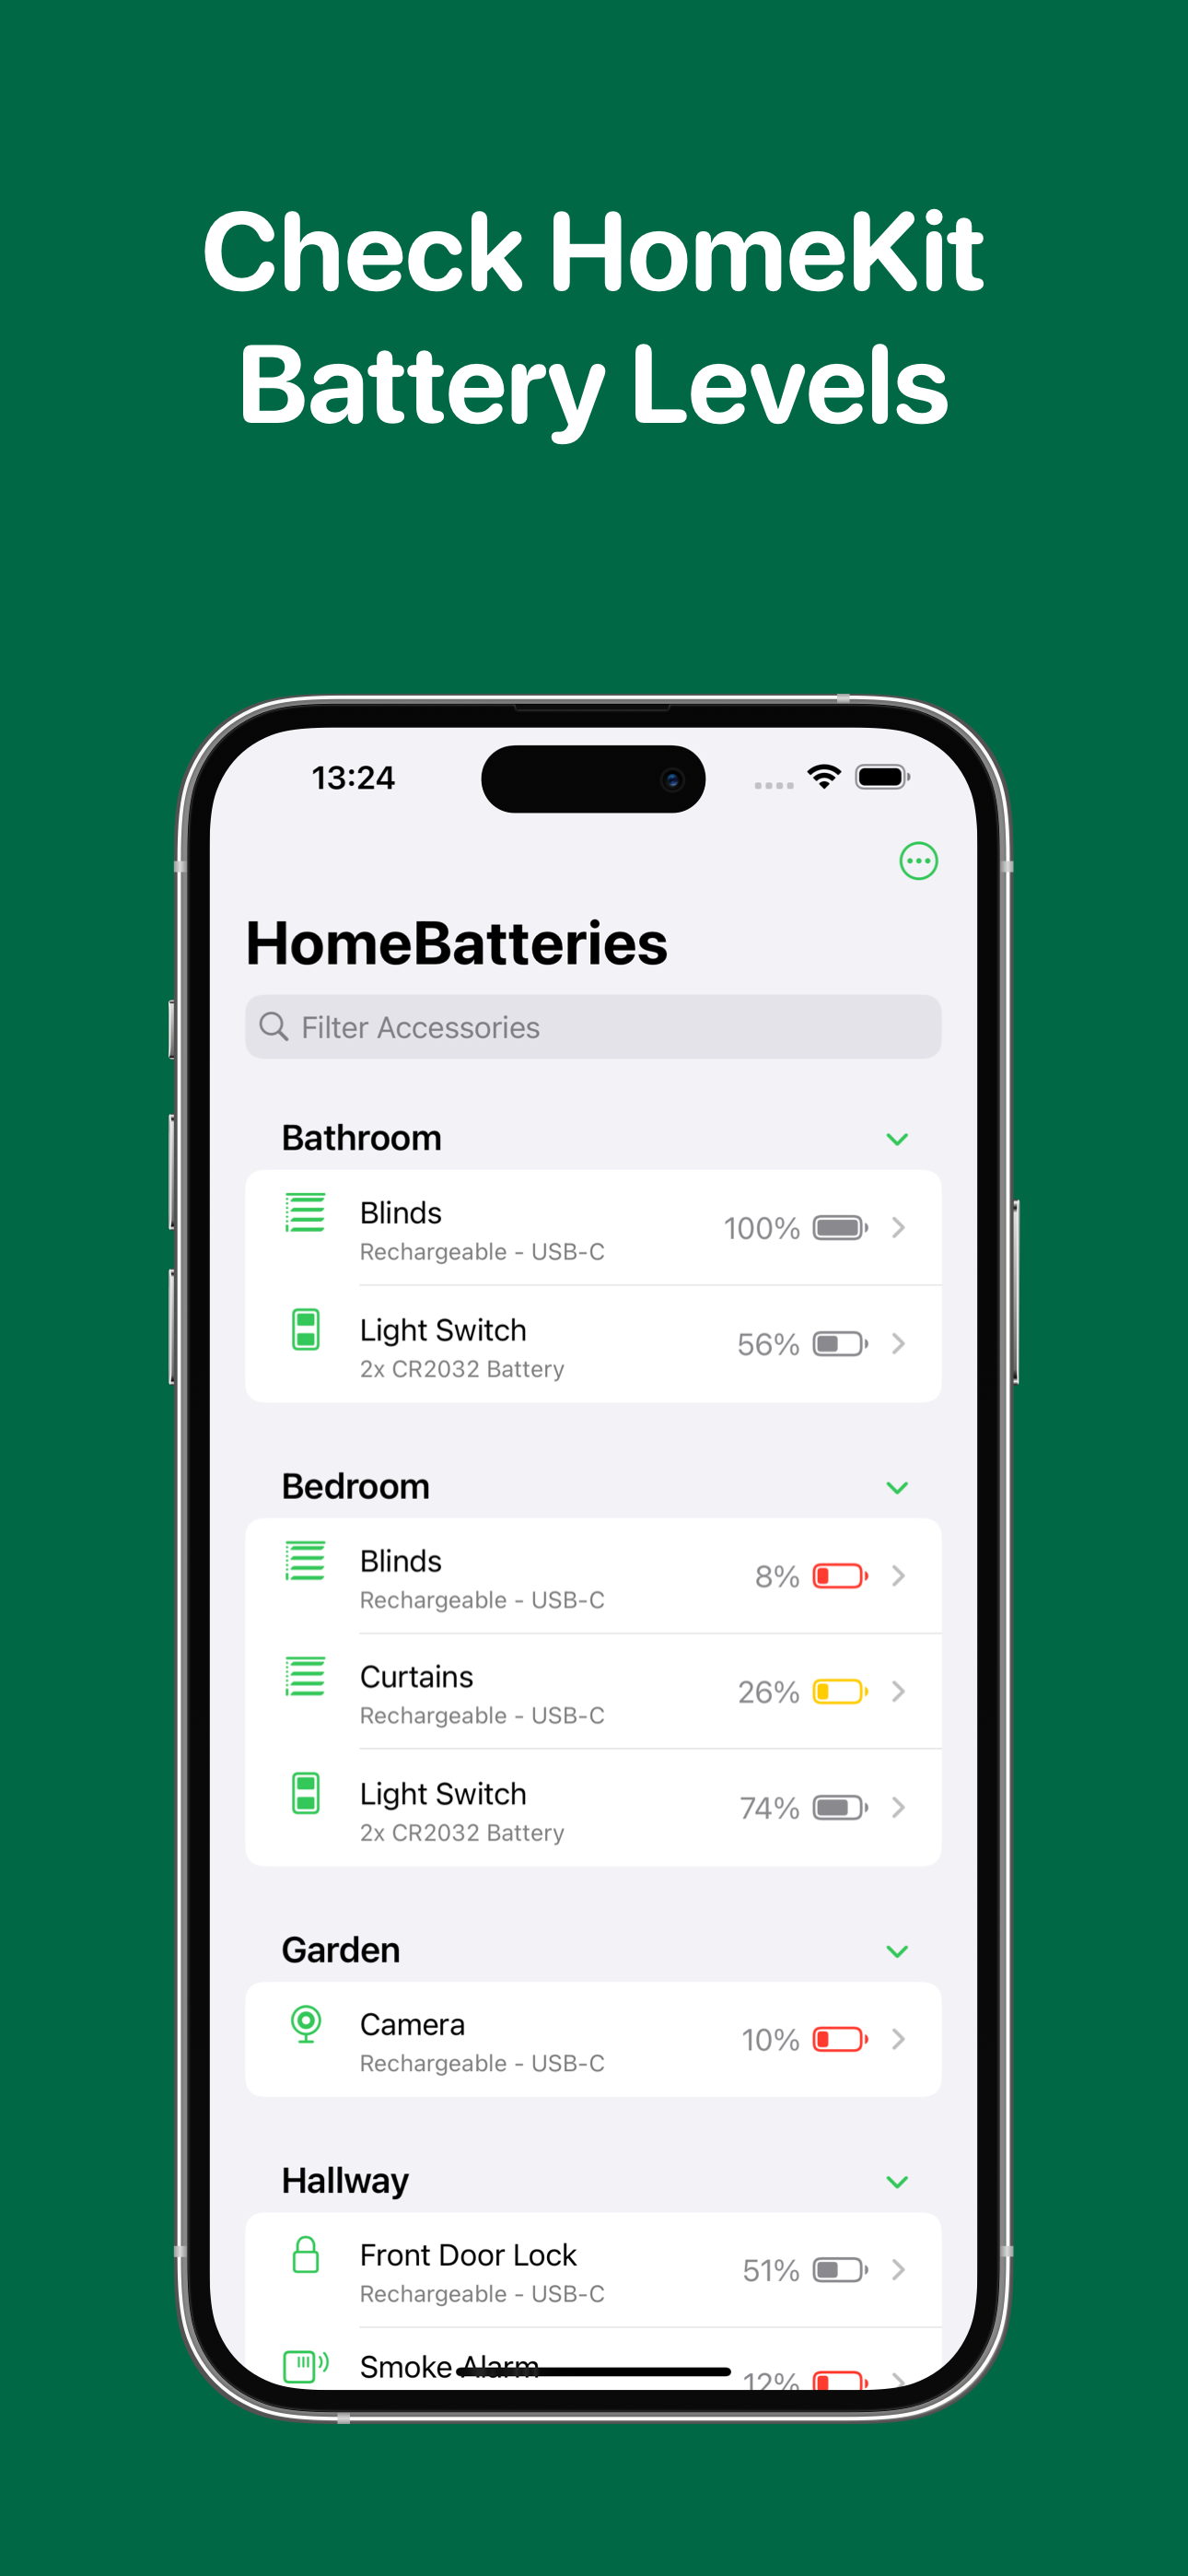 Check HomeKit
Battery Levels
13:24
HomeBatteries
Filter Accessories
Bathroom
Blinds
100%
Rechargeable - USB-C
Light Switch
56%
2x CR2032 Battery
Bedroom
Blinds
8%
Rechargeable - USB-C
Curtains
26%
Rechargeable - USB-C
Light Switch
74%
2x CR2032 Battery
Garden
Camera
10%
Rechargeable - USB-C
Hallway
Front Door Lock
51%
Rechargeable - USB-C
Smoke Alarm
12%